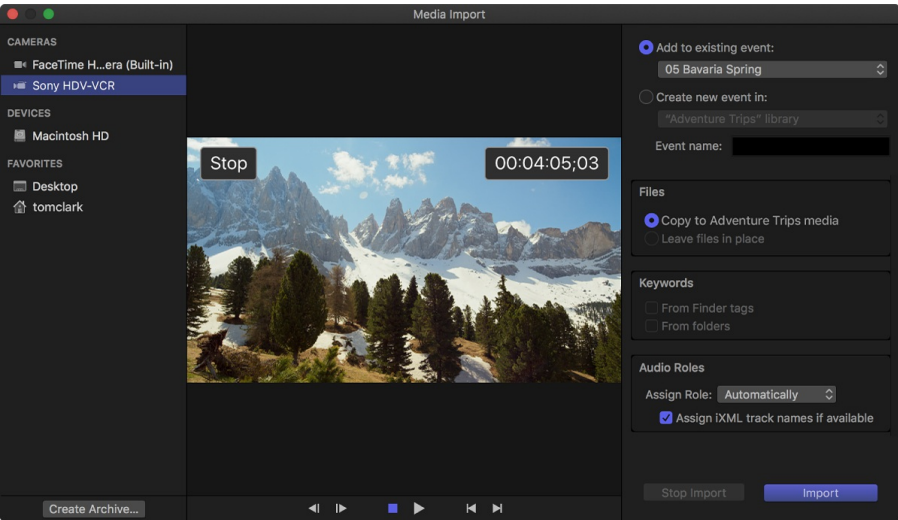 Media Import
CAMERAS
FaceTime H...era (Built-in)
Sony HDV-VCR
DEVICES
Macintosh HD
FAVORITES
Desktop
tomclark
Create Archive...
Stop
00:04:05;03
Add to existing event:
05 Bavaria Spring
Create new event in:
"Adventure Trips" library
Event name:
Files
Copy to Adventure Trips media
Leave files in place
Keywords
From Finder tags
From folders
Audio Roles
Assign Role: Automatically
Assign iXML track names if available
Stop Import
Import